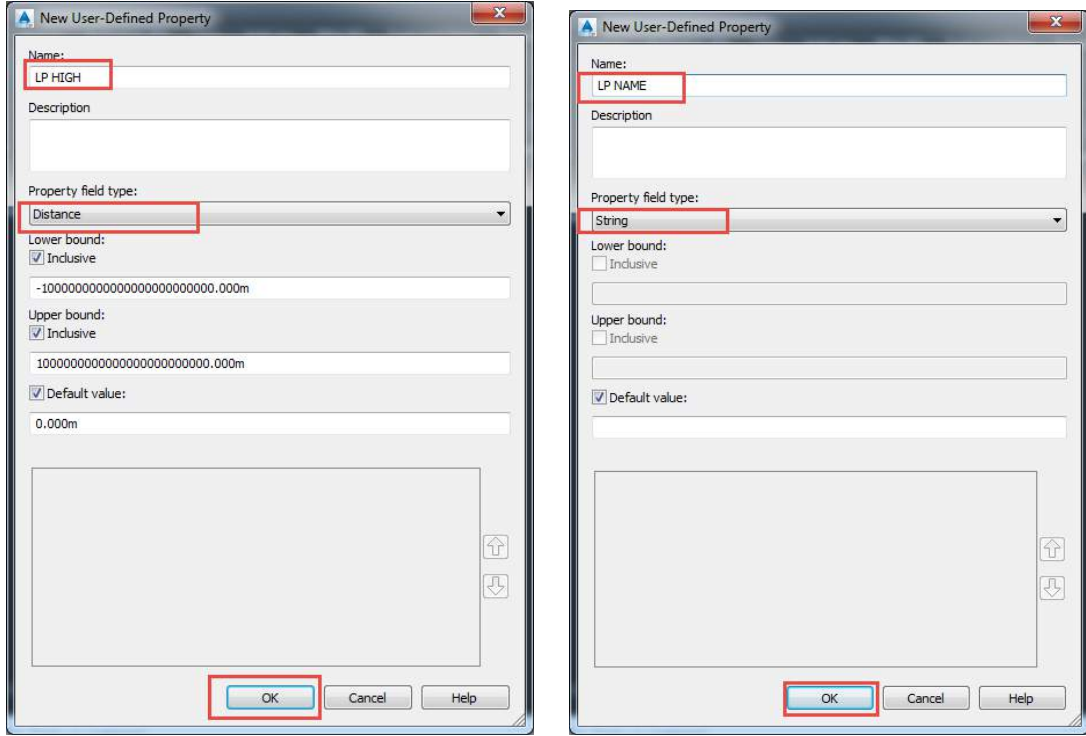 New User-Defined Property
Name:
LP HIGH
Description
Property field type:
Distance
Lower bound:
Inclusive
-1000000000000000000000000.000m
Upper bound:
Inclusive
1000000000000000000000000.000m
Default value:
0.000m
OK Cancel Help
New User-Defined Property
Name:
LP NAME
Description
Property field type:
String
Lower bound:
Inclusive
Upper bound:
Inclusive
Default value:
OK Cancel Help